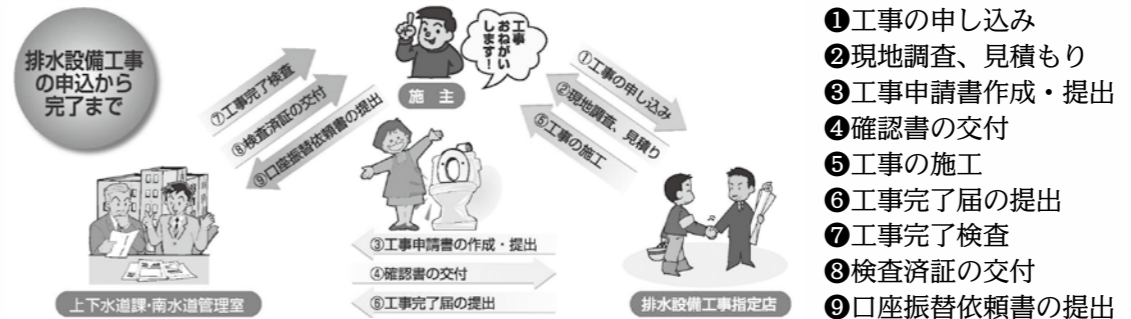 排水設備工事
の申込から
完了まで
工事
おねがい
します!
施 主
⑦工事完了検査
⑧検査済証の交付
⑨口座振替依頼書の提出
①工事の申し込み
②現地調査、見積り
⑤工事の施工
③工事申請書の作成・提出
④確認書の交付
⑥工事完了届の提出
上下水道課・南水道管理室
排水設備工事指定店
❶工事の申し込み
❷現地調査、見積もり
❸工事申請書作成・提出
❹確認書の交付
❺工事の施工
❻工事完了届の提出
❼工事完了検査
❽検査済証の交付
❾口座振替依頼書の提出